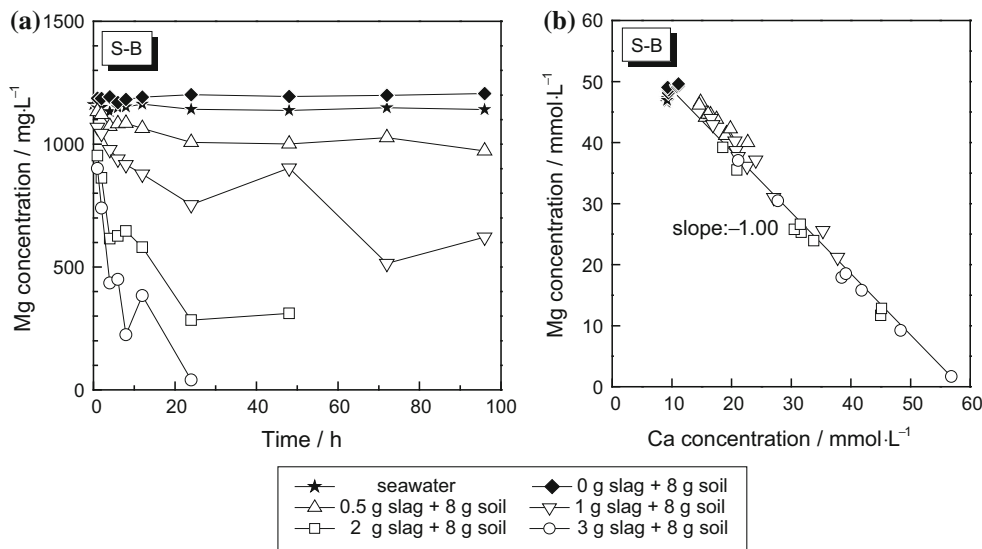 (a)
S-B
1500
1000
500
0
Mg concentration / mg·L⁻¹
0 20 40 60 80 100
Time / h
(b)
S-B
60
50
40
30
20
10
0
Mg concentration / mmol·L⁻¹
slope:−1.00
0 10 20 30 40 50 60
Ca concentration / mmol·L⁻¹
seawater 0 g slag + 8 g soil
0.5 g slag + 8 g soil 1 g slag + 8 g soil
2 g slag + 8 g soil 3 g slag + 8 g soil